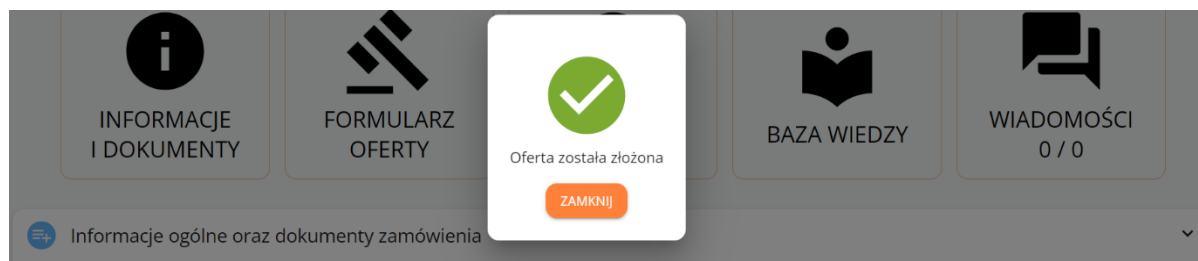 INFORMACJE
I DOKUMENTY
FORMULARZ
OFERTY
Oferta została złożona
ZAMKNIJ
BAZA WIEDZY
WIADOMOŚCI
0 / 0
Informacje ogólne oraz dokumenty zamówienia